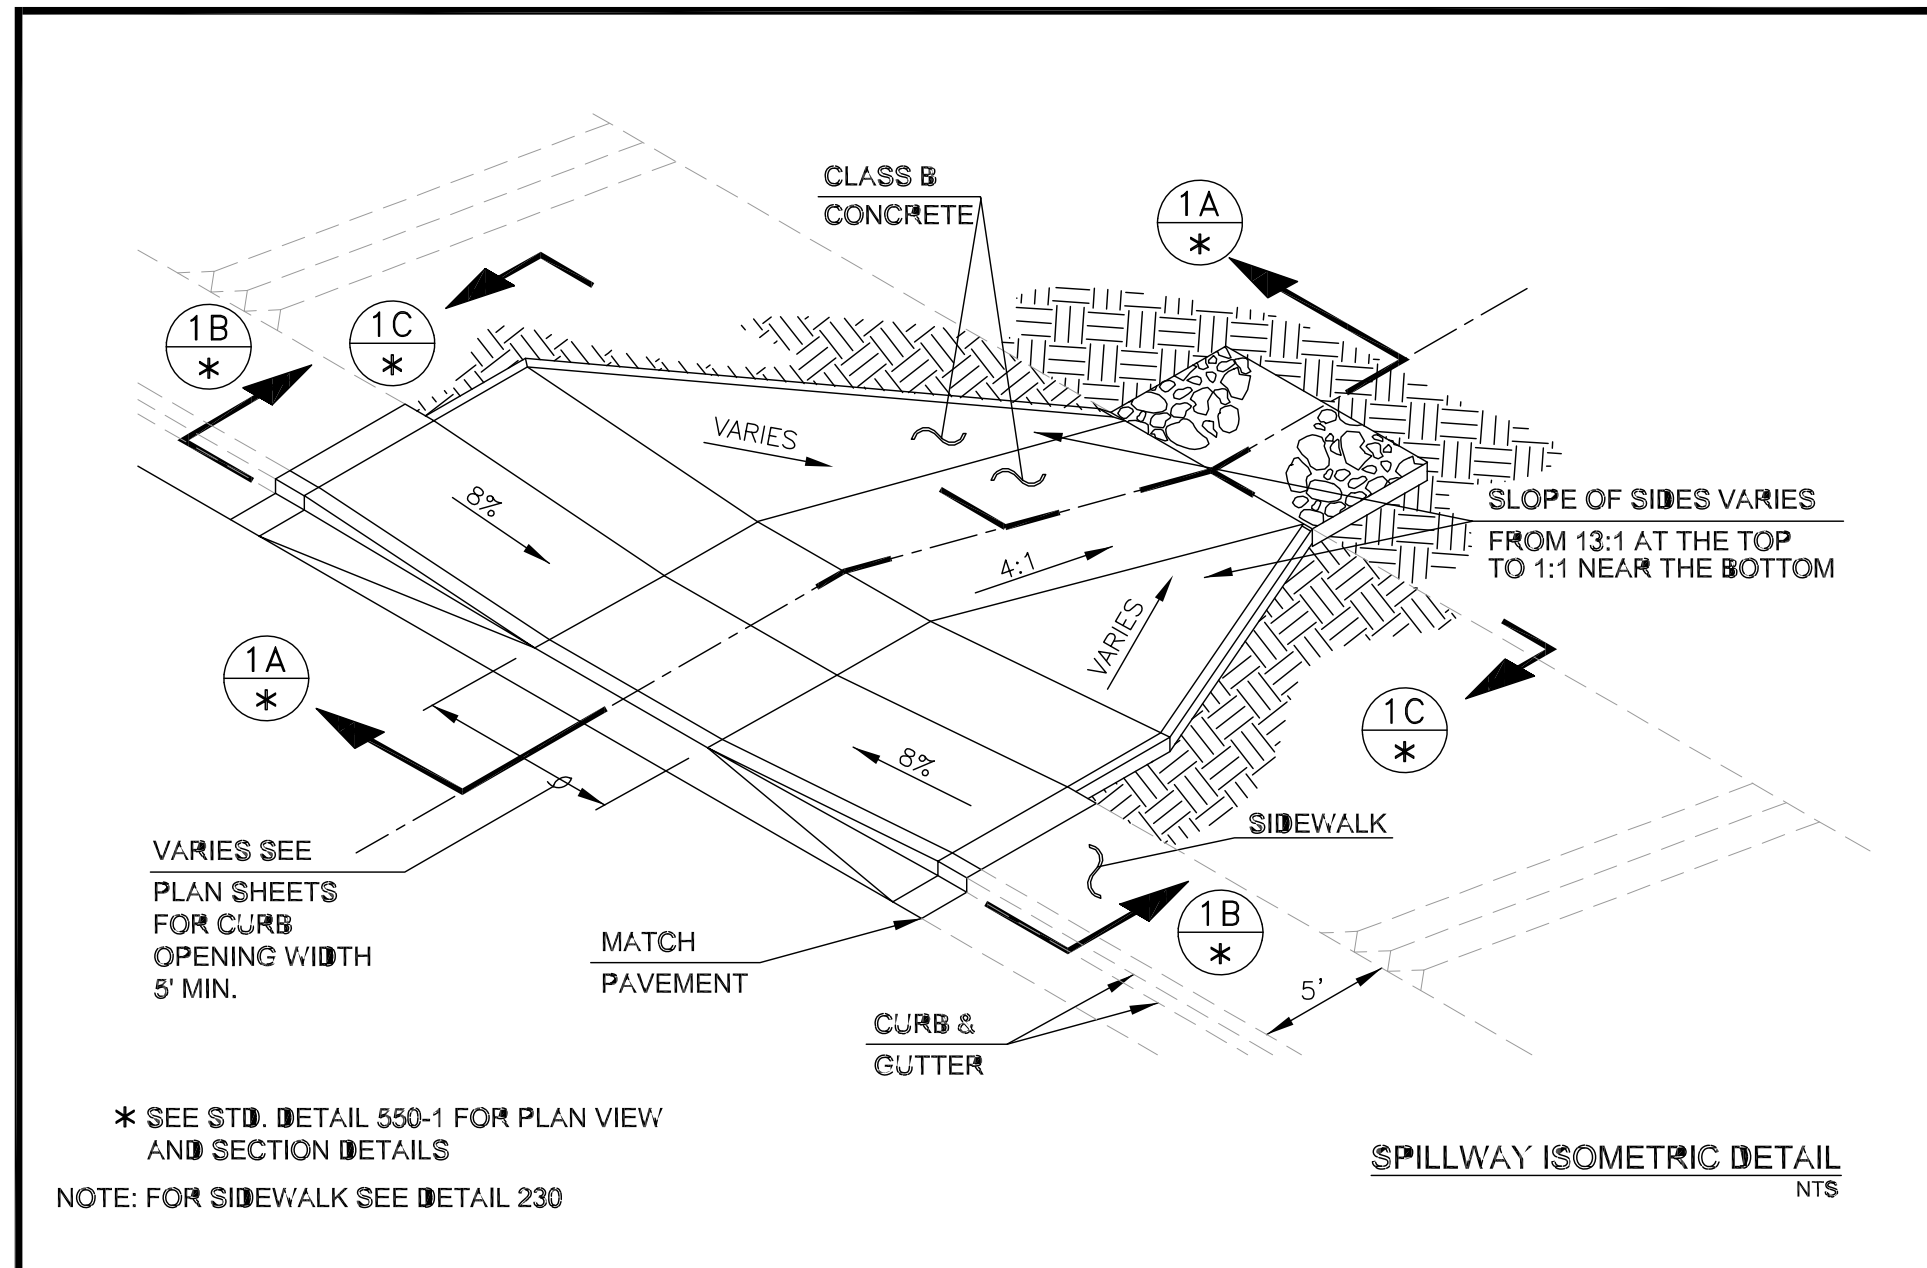 CLASS B
CONCRETE
1A
*
1B
*
1C
*
VARIES
8%
SLOPE OF SIDES VARIES
FROM 13:1 AT THE TOP
TO 1:1 NEAR THE BOTTOM
4:1
VARIES
1A
*
1C
*
8%
SIDEWALK
VARIES SEE
PLAN SHEETS
FOR CURB
OPENING WIDTH
5' MIN.
1B
*
MATCH
PAVEMENT
5'
CURB &
GUTTER
* SEE STD. DETAIL 550-1 FOR PLAN VIEW
AND SECTION DETAILS
SPILLWAY ISOMETRIC DETAIL
NTS
NOTE: FOR SIDEWALK SEE DETAIL 230